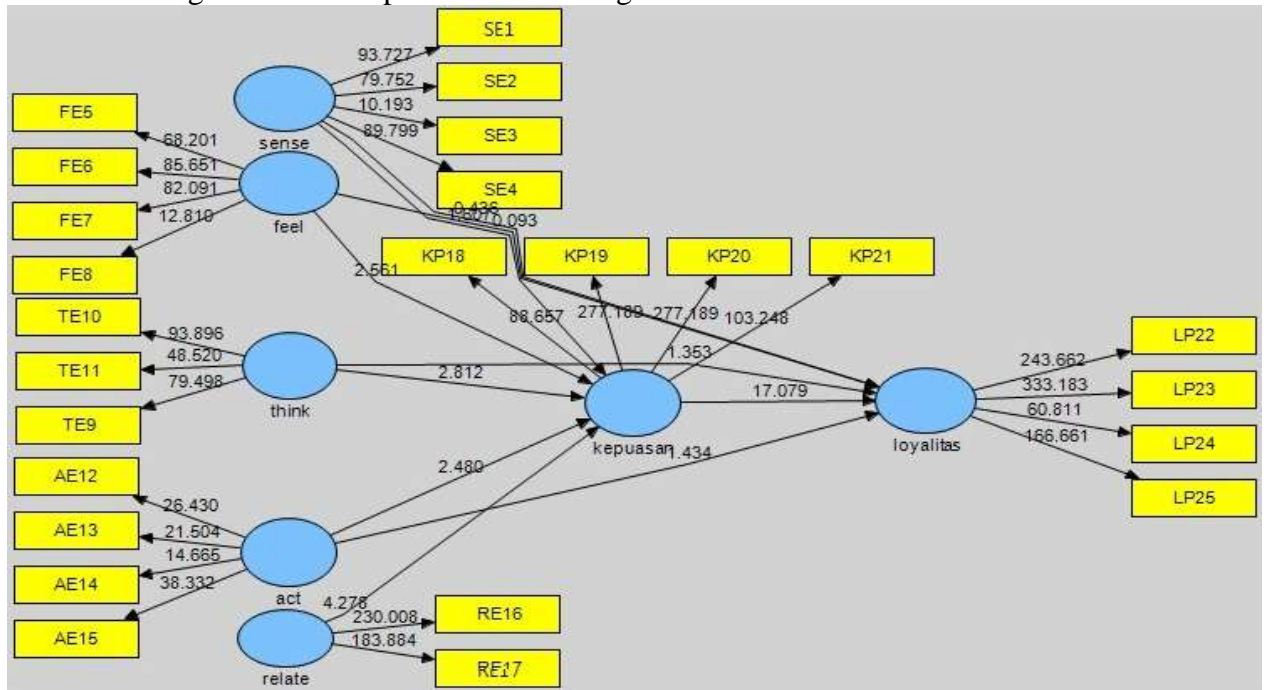 SE1
93.727
SE2
79.752
SE3
10.193
SE4
89.799
sense
FE5
68.201
FE6
85.651
FE7
82.091
FE8
12.810
feel
0.436
0.093
2.561
KP18
KP19
KP20
KP21
88.657
277.189
277.189
103.248
TE10
93.896
TE11
48.520
TE9
79.498
think
1.353
2.812
17.079
kepuasan
loyalitas
LP22
243.662
LP23
333.183
LP24
60.811
LP25
166.661
AE12
26.430
AE13
21.504
AE14
14.665
AE15
38.332
act
2.480
1.434
4.278
relate
RE16
230.008
RE17
183.884